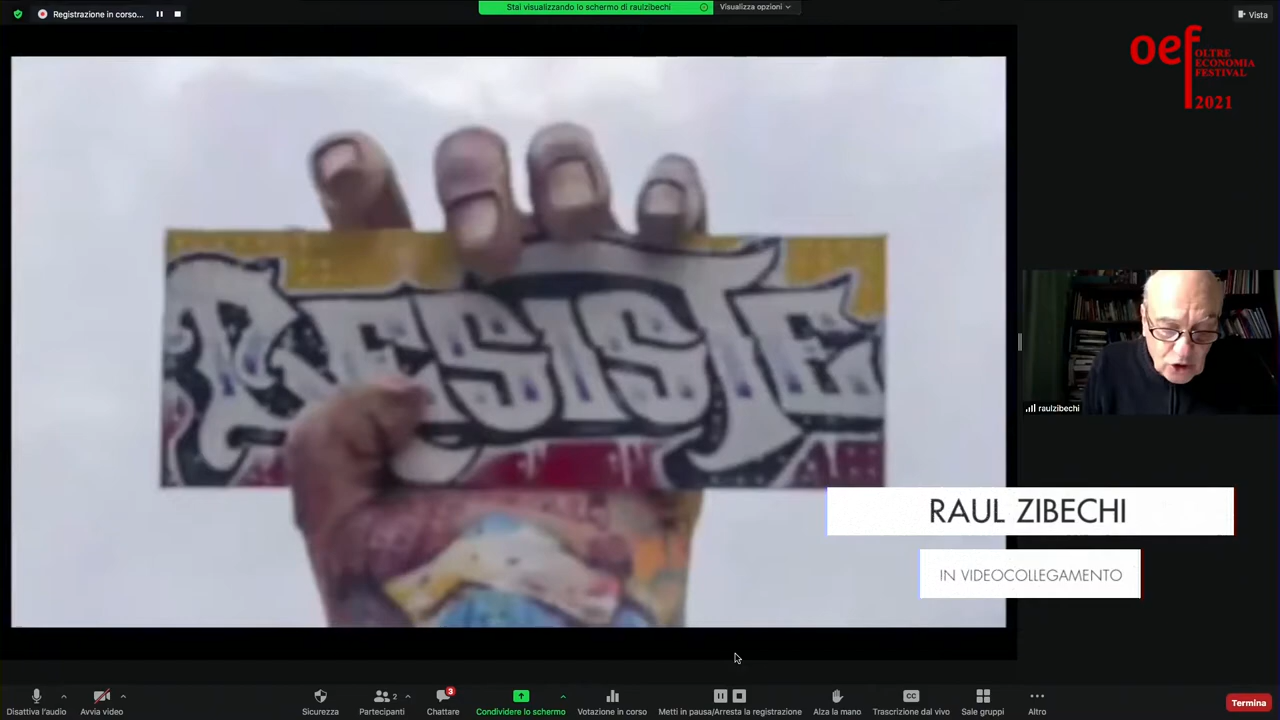 Registrazione in corso...
Stai visualizzando lo schermo di raulzibechi
Visualizza opzioni
Vista
oef
OLTRE
ECONOMIA
FESTIVAL
2021
RESISTE
raulzibechi
RAUL ZIBECHI
IN VIDEOCOLLEGAMENTO
Disattiva l'audio
Avvia video
Sicurezza
2
Partecipanti
3
Chattare
Condividere lo schermo
Votazione in corso
Metti in pausa/Arresta la registrazione
Alza la mano
CC
Trascrizione dal vivo
Sale gruppi
Altro
Termina